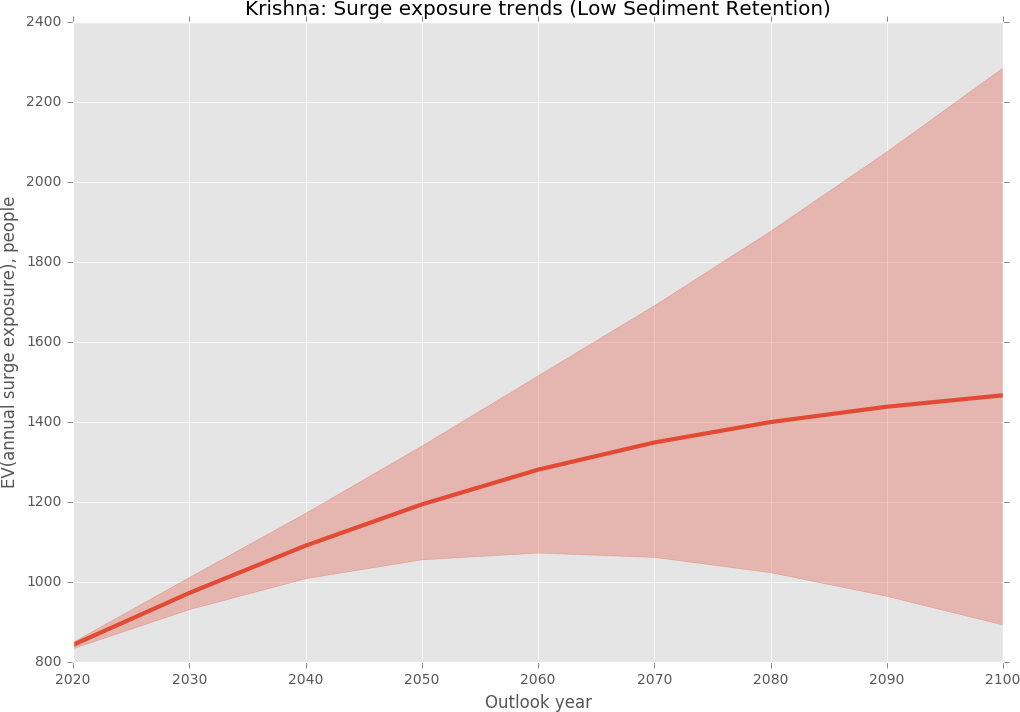 Krishna: Surge exposure trends (Low Sediment Retention)
2400
2200
2000
1800
1600
1400
1200
1000
800
EV(annual surge exposure), people
2020 2030 2040 2050 2060 2070 2080 2090 2100
Outlook year